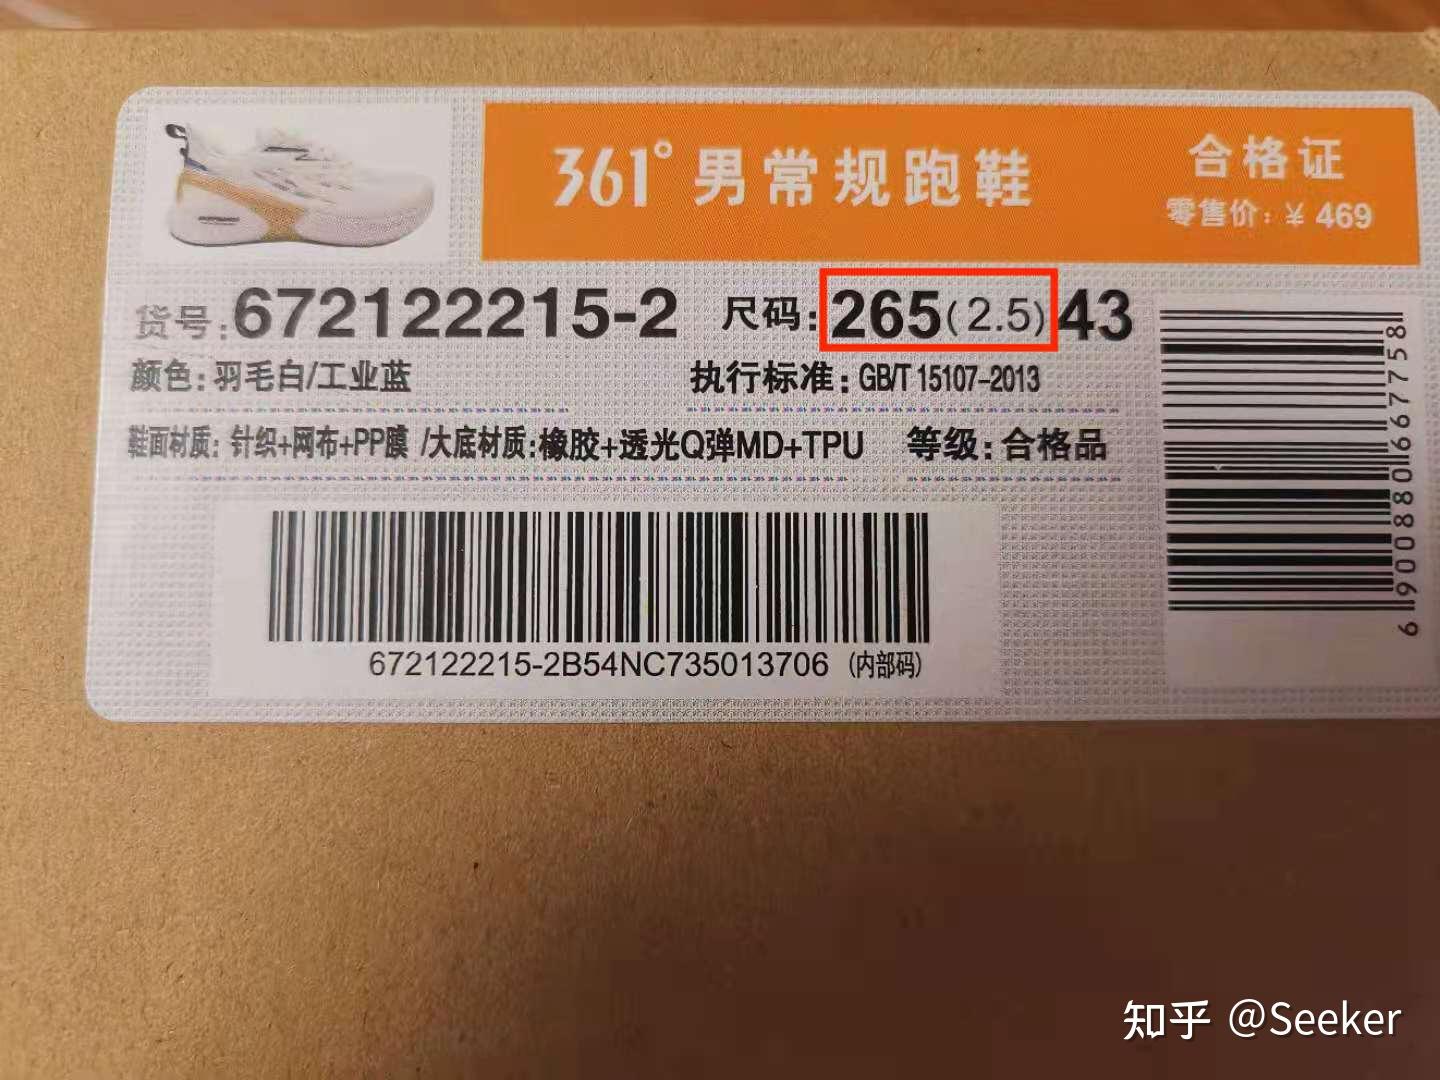 361° 男常规跑鞋
合格证
零售价：¥ 469
货号:672122215-2 尺码:265(2.5)43
颜色:羽毛白/工业蓝 执行标准:GB/T 15107-2013
鞋面材质:针织+网布+PP膜 /大底材质:橡胶+透光Q弹MD+TPU 等级:合格品
672122215-2B54NC735013706 (内部码)
6900880667758
知乎 @Seeker